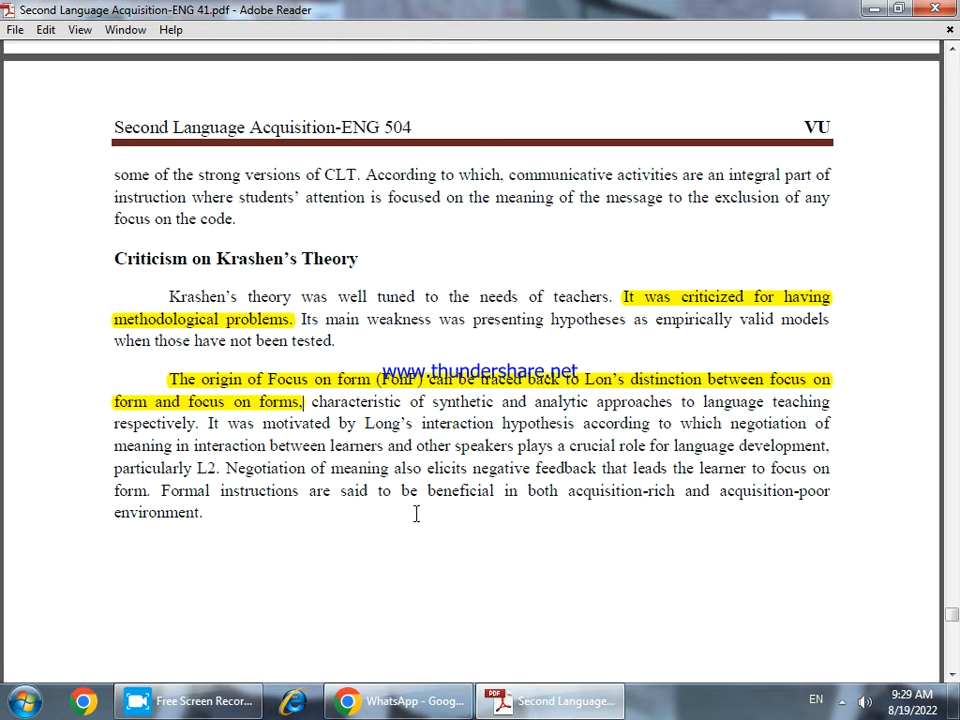 Second Language Acquisition-ENG 41.pdf - Adobe Reader
File Edit View Window Help
Second Language Acquisition-ENG 504 VU
some of the strong versions of CLT. According to which, communicative activities are an integral part of
instruction where students’ attention is focused on the meaning of the message to the exclusion of any
focus on the code.
Criticism on Krashen’s Theory
Krashen’s theory was well tuned to the needs of teachers. It was criticized for having
methodological problems. Its main weakness was presenting hypotheses as empirically valid models
when those have not been tested.
www.thundershare.net
The origin of Focus on form (FonF) can be traced back to Lon’s distinction between focus on
form and focus on forms, characteristic of synthetic and analytic approaches to language teaching
respectively. It was motivated by Long’s interaction hypothesis according to which negotiation of
meaning in interaction between learners and other speakers plays a crucial role for language development,
particularly L2. Negotiation of meaning also elicits negative feedback that leads the learner to focus on
form. Formal instructions are said to be beneficial in both acquisition-rich and acquisition-poor
environment.
Free Screen Recor... WhatsApp - Goog... PDF Second Language... EN 9:29 AM
8/19/2022